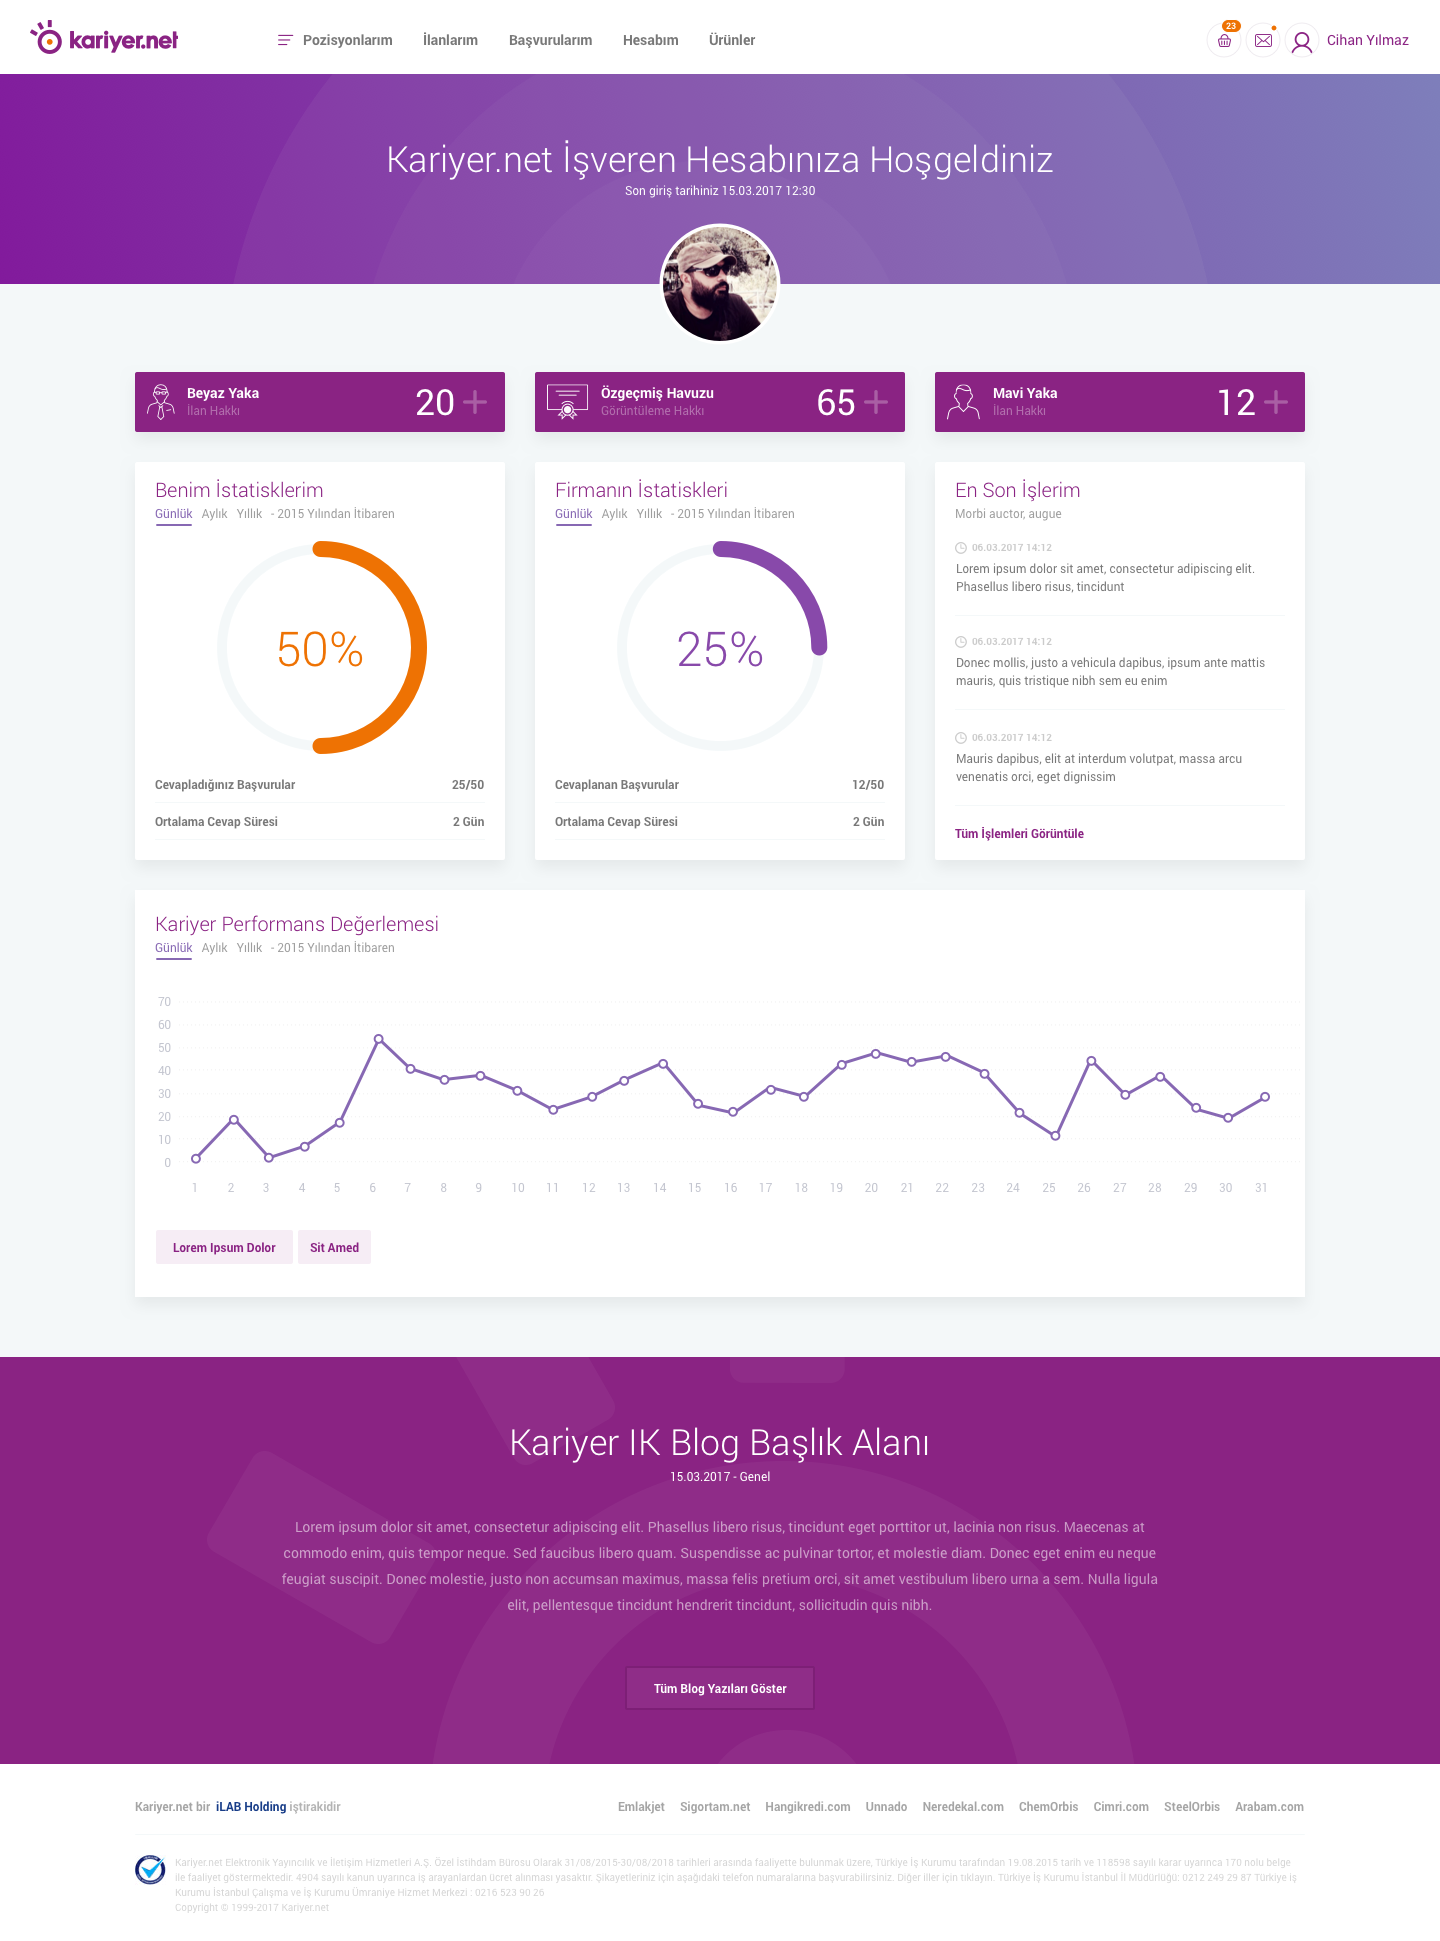 kariyer.net
Pozisyonlarım İlanlarım Başvurularım Hesabım Ürünler
23
Cihan Yılmaz
Kariyer.net İşveren Hesabınıza Hoşgeldiniz
Son giriş tarihiniz 15.03.2017 12:30
Beyaz Yaka
İlan Hakkı
20
Özgeçmiş Havuzu
Görüntüleme Hakkı
65
Mavi Yaka
İlan Hakkı
12
Benim İstatisklerim
Günlük Aylık Yıllık - 2015 Yılından İtibaren
50%
Cevapladığınız Başvurular 25/50
Ortalama Cevap Süresi 2 Gün
Firmanın İstatiskleri
Günlük Aylık Yıllık - 2015 Yılından İtibaren
25%
Cevaplanan Başvurular 12/50
Ortalama Cevap Süresi 2 Gün
En Son İşlerim
Morbi auctor, augue
06.03.2017 14:12
Lorem ipsum dolor sit amet, consectetur adipiscing elit.
Phasellus libero risus, tincidunt
06.03.2017 14:12
Donec mollis, justo a vehicula dapibus, ipsum ante mattis
mauris, quis tristique nibh sem eu enim
06.03.2017 14:12
Mauris dapibus, elit at interdum volutpat, massa arcu
venenatis orci, eget dignissim
Tüm İşlemleri Görüntüle
Kariyer Performans Değerlemesi
Günlük Aylık Yıllık - 2015 Yılından İtibaren
70
60
50
40
30
20
10
0
1 2 3 4 5 6 7 8 9 10 11 12 13 14 15 16 17 18 19 20 21 22 23 24 25 26 27 28 29 30 31
Lorem Ipsum Dolor Sit Amed
Kariyer IK Blog Başlık Alanı
15.03.2017 - Genel
Lorem ipsum dolor sit amet, consectetur adipiscing elit. Phasellus libero risus, tincidunt eget porttitor ut, lacinia non risus. Maecenas at
commodo enim, quis tempor neque. Sed faucibus libero quam. Suspendisse ac pulvinar tortor, et molestie diam. Donec eget enim eu neque
feugiat suscipit. Donec molestie, justo non accumsan maximus, massa felis pretium orci, sit amet vestibulum libero urna a sem. Nulla ligula
elit, pellentesque tincidunt hendrerit tincidunt, sollicitudin quis nibh.
Tüm Blog Yazıları Göster
Kariyer.net bir iLAB Holding iştirakidir
Emlakjet Sigortam.net Hangikredi.com Unnado Neredekal.com ChemOrbis Cimri.com SteelOrbis Arabam.com
Kariyer.net Elektronik Yayıncılık ve İletişim Hizmetleri A.Ş. Özel İstihdam Bürosu Olarak 31/08/2015-30/08/2018 tarihleri arasında faaliyette bulunmak üzere, Türkiye İş Kurumu tarafından 19.08.2015 tarih ve 118598 sayılı karar uyarınca 170 nolu belge
ile faaliyet göstermektedir. 4904 sayılı kanun uyarınca iş arayanlardan ücret alınması yasaktır. Şikayetleriniz için aşağıdaki telefon numaralarına başvurabilirsiniz. Diğer iller için tıklayın. Türkiye İş Kurumu İstanbul İl Müdürlüğü: 0212 249 29 87 Türkiye iş
Kurumu İstanbul Çalışma ve İş Kurumu Ümraniye Hizmet Merkezi : 0216 523 90 26
Copyright © 1999-2017 Kariyer.net